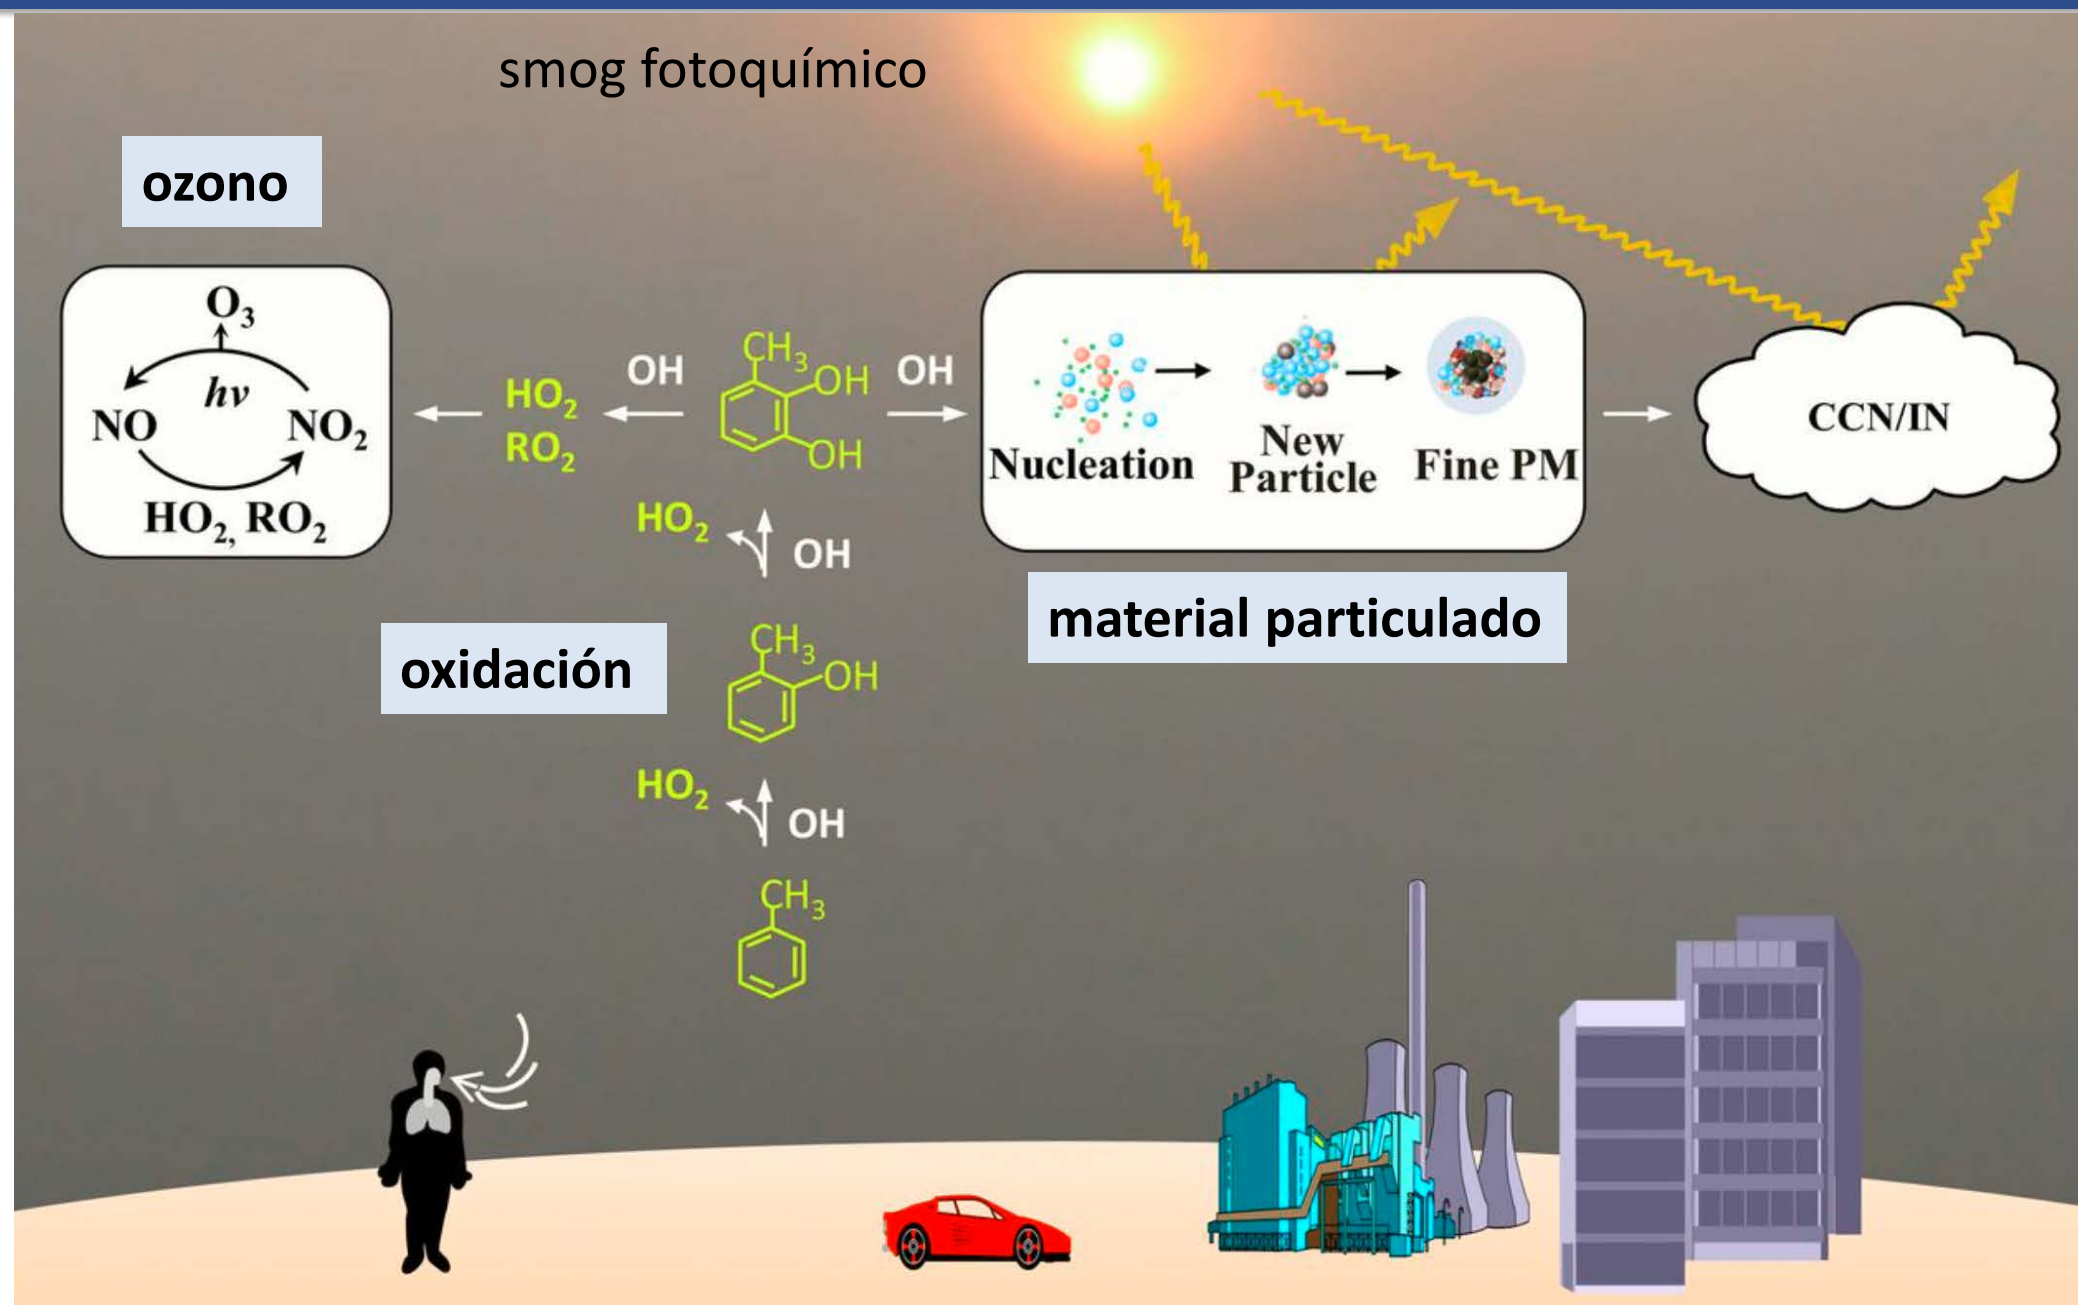 smog fotoquímico
ozono
O₃
hν
NO
NO₂
HO₂, RO₂
HO₂
RO₂
OH
CH₃
OH
OH
OH
Nucleation
New
Particle
Fine PM
CCN/IN
material particulado
HO₂
OH
oxidación
CH₃
OH
HO₂
OH
CH₃